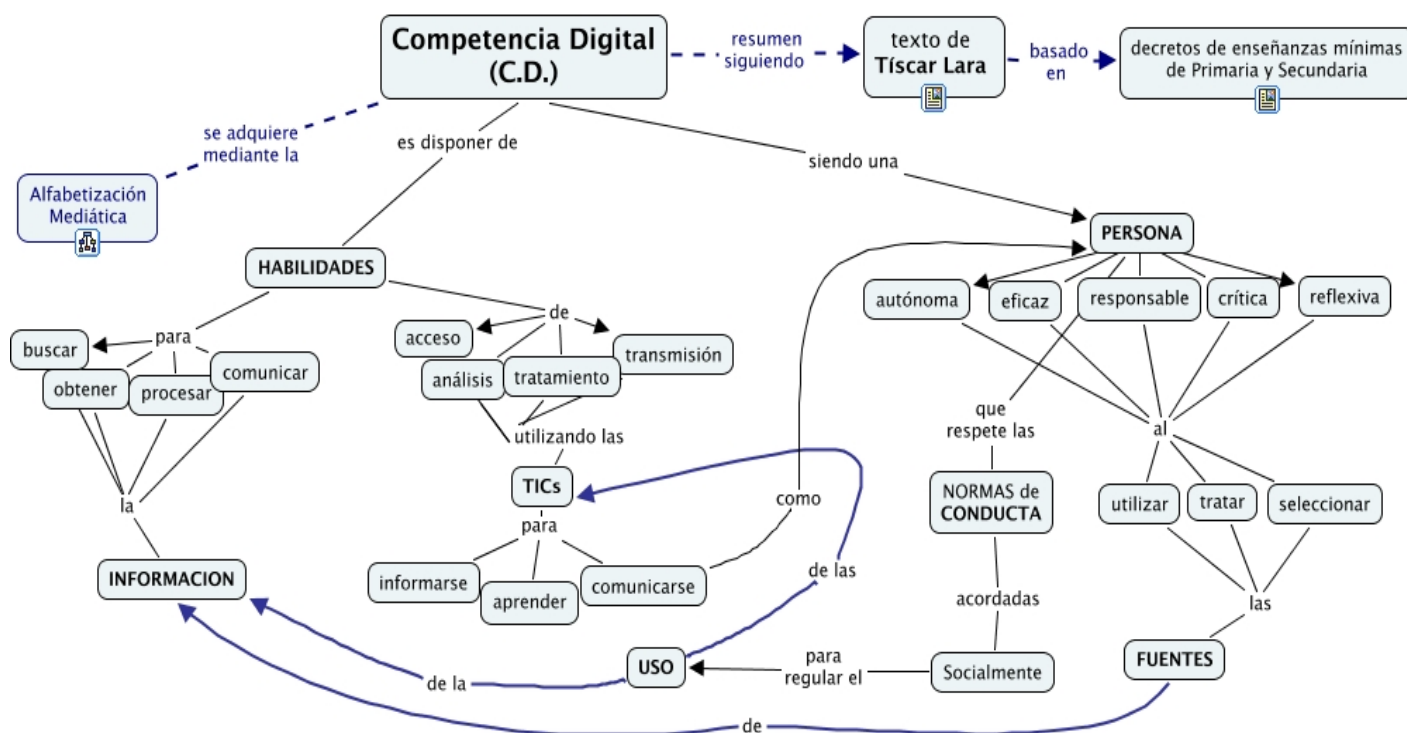 Competencia Digital
(C.D.)
resumen
siguiendo
texto de
Tíscar Lara
basado
en
decretos de enseñanzas mínimas
de Primaria y Secundaria
se adquiere
mediante la
Alfabetización
Mediática
es disponer de
siendo una
HABILIDADES
PERSONA
para
buscar
obtener
procesar
comunicar
de
acceso
análisis
tratamiento
transmisión
autónoma
eficaz
responsable
crítica
reflexiva
utilizando las
que
respete las
al
la
TICs
como
NORMAS de
CONDUCTA
utilizar
tratar
seleccionar
para
INFORMACION
informarse
aprender
comunicarse
de las
acordadas
las
de la
USO
para
regular el
Socialmente
FUENTES
de